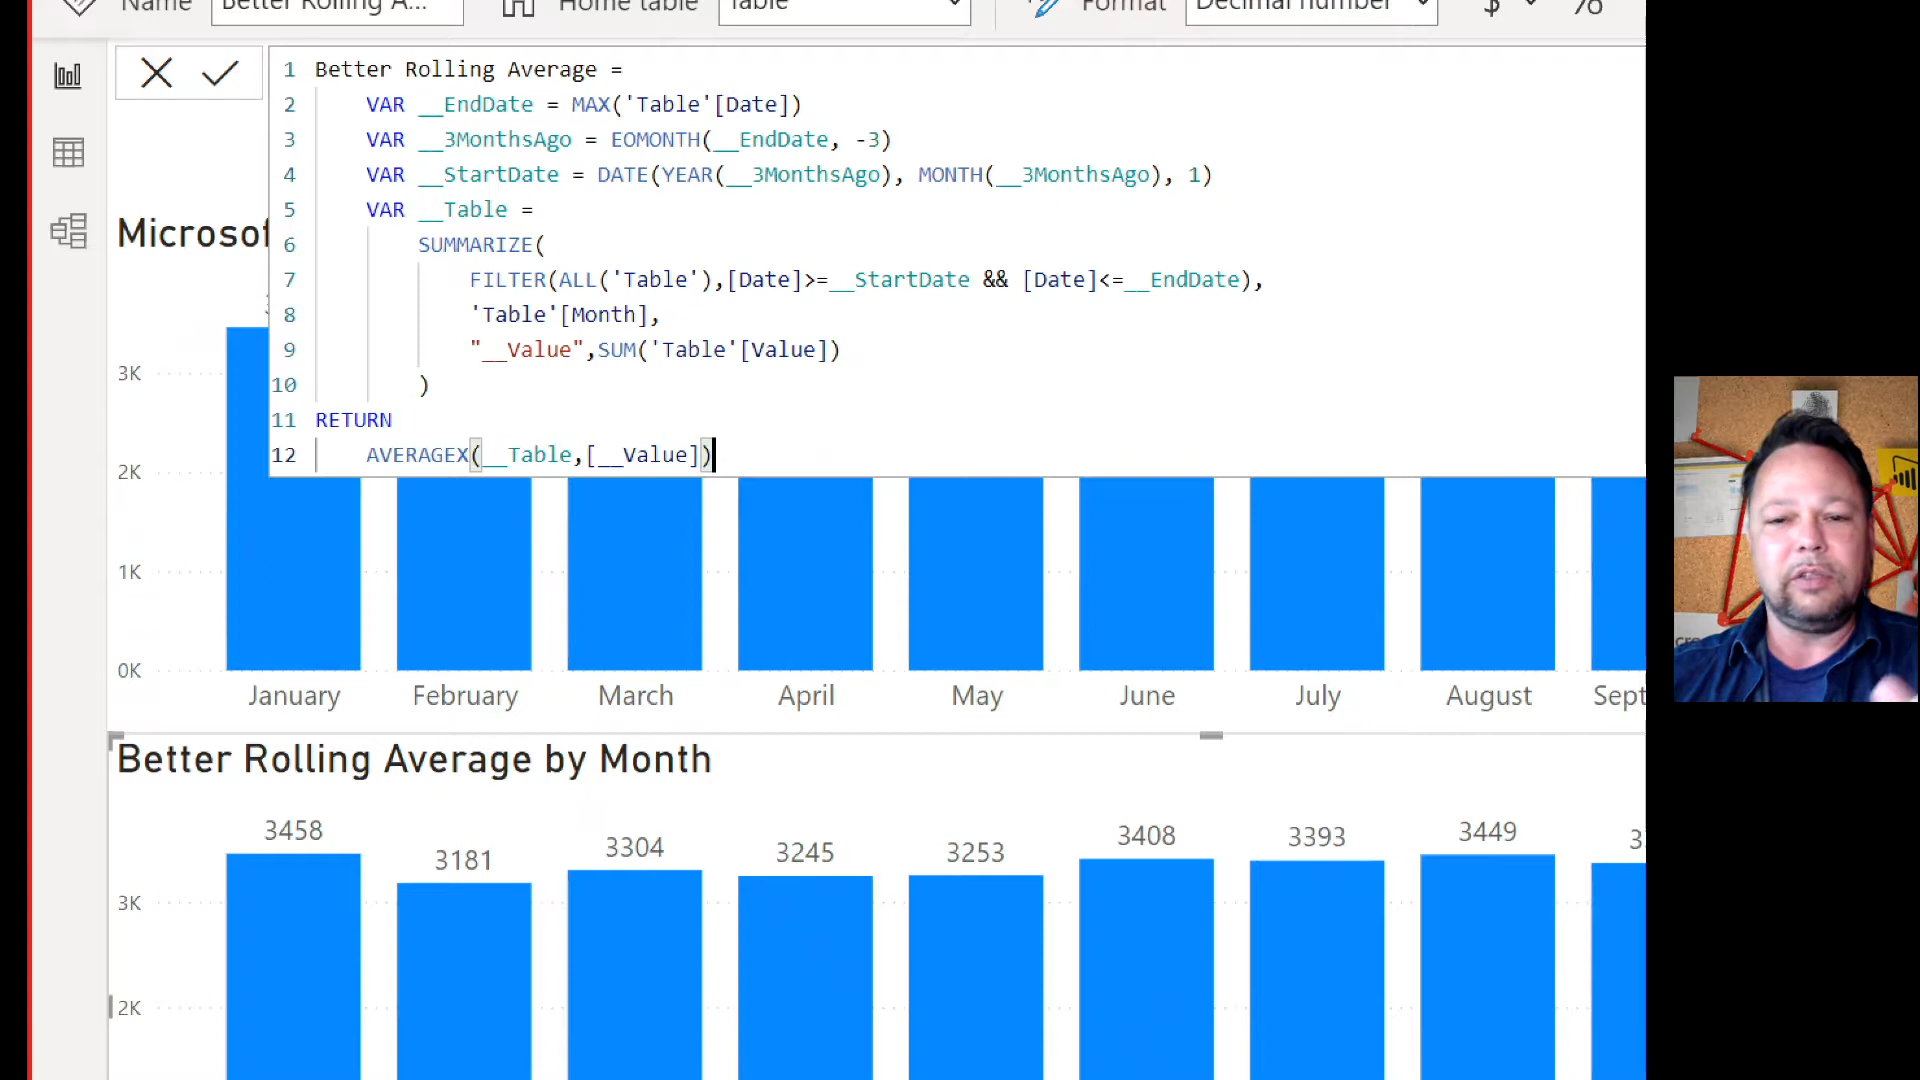 Name Better Rolling A... Home table Table Format Decimal number $ %
1 Better Rolling Average =
2 VAR __EndDate = MAX('Table'[Date])
3 VAR __3MonthsAgo = EOMONTH(__EndDate, -3)
4 VAR __StartDate = DATE(YEAR(__3MonthsAgo), MONTH(__3MonthsAgo), 1)
5 VAR __Table =
6 SUMMARIZE(
7 FILTER(ALL('Table'),[Date]>=__StartDate && [Date]<=__EndDate),
8 'Table'[Month],
9 "__Value",SUM('Table'[Value])
10 )
11 RETURN
12 AVERAGEX(__Table,[__Value])
Microsof
3K
2K
1K
0K
January February March April May June July August Sept
Better Rolling Average by Month
3458 3181 3304 3245 3253 3408 3393 3449
3K
2K